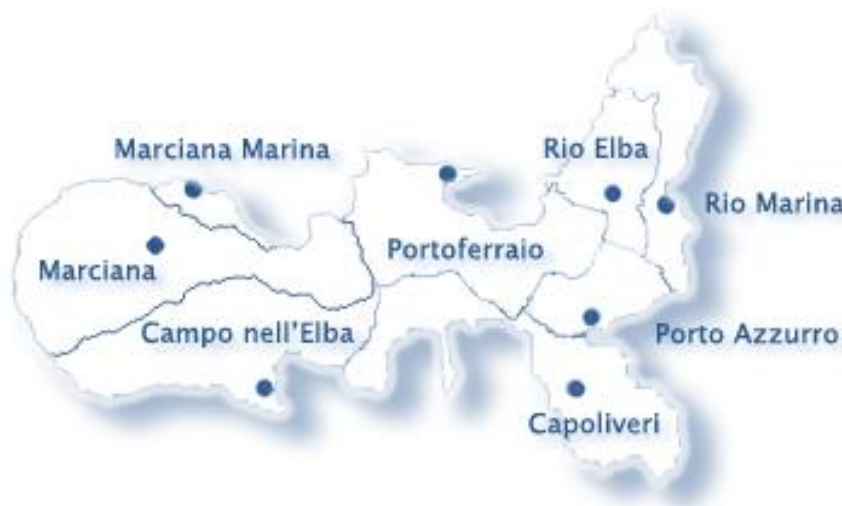 Marciana Marina
Rio Elba
Rio Marina
Portoferraio
Marciana
Campo nell'Elba
Porto Azzurro
Capoliveri